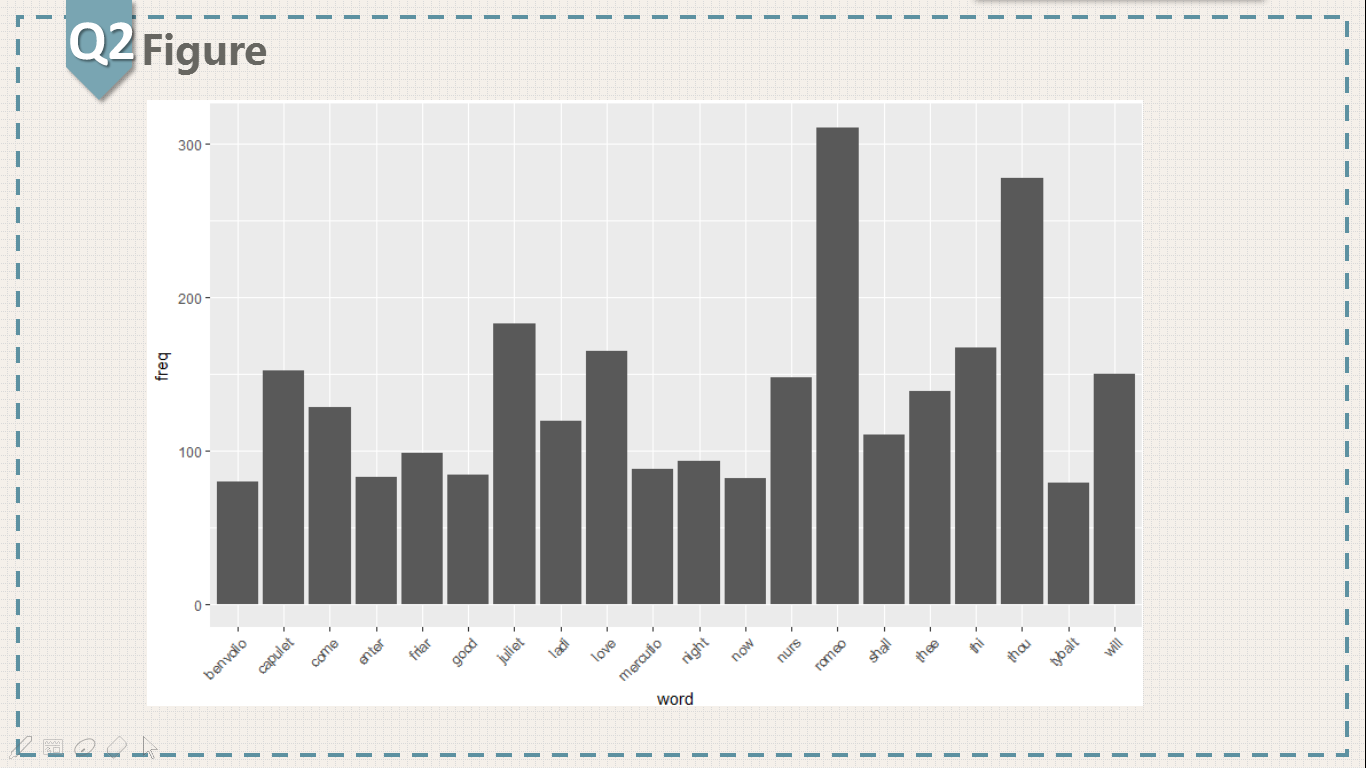 Q2 Figure
300
200
100
0
freq
benvolio
capulet
come
enter
friar
good
juliet
ladi
love
mercutio
night
now
nurs
romeo
shall
thee
thi
thou
tybalt
will
word